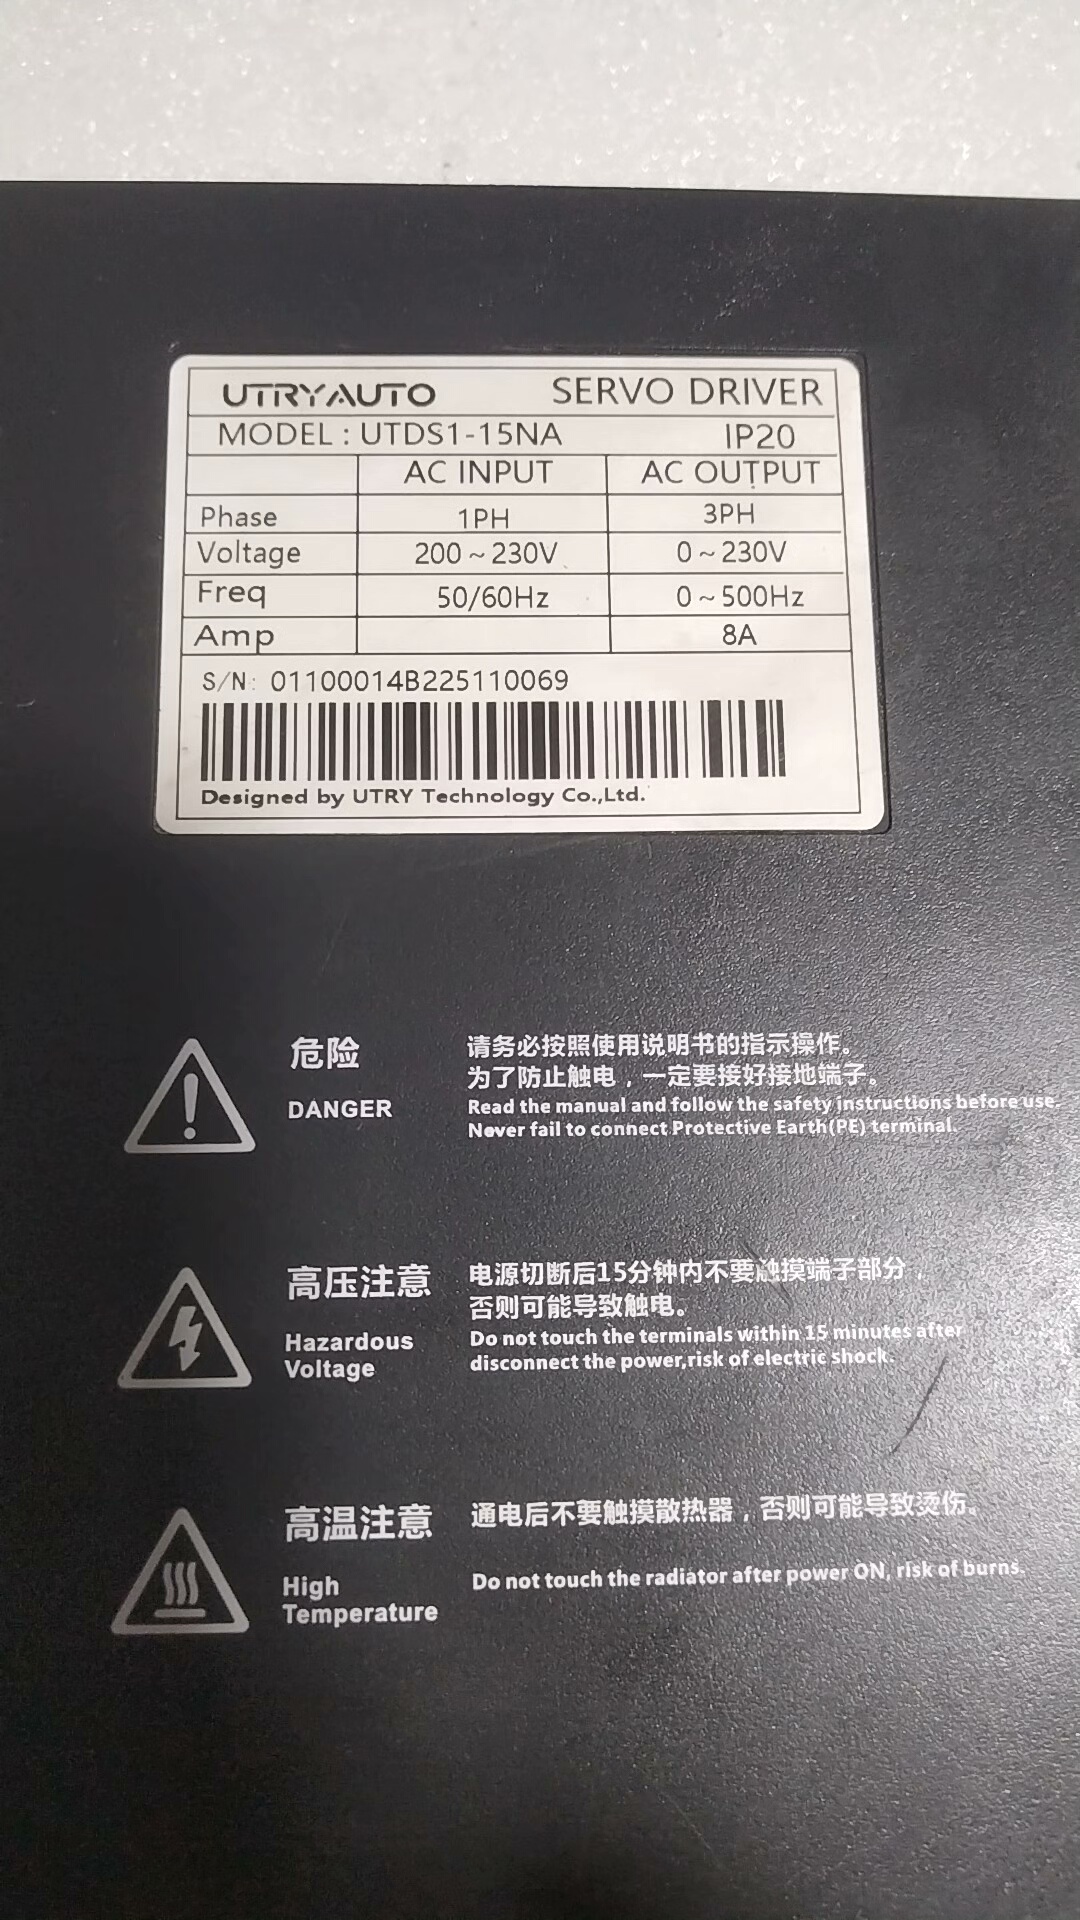 UTRYAUTO SERVO DRIVER
MODEL : UTDS1-15NA IP20
AC INPUT AC OUTPUT
Phase 1PH 3PH
Voltage 200 ~ 230V 0 ~ 230V
Freq 50/60Hz 0 ~ 500Hz
Amp 8A
S/N: 01100014B225110069
Designed by UTRY Technology Co.,Ltd.
危险
DANGER
请务必按照使用说明书的指示操作。
为了防止触电，一定要接好接地端子。
Read the manual and follow the safety instructions before use.
Never fail to connect Protective Earth(PE) terminal.
高压注意
Hazardous
Voltage
电源切断后15分钟内不要触摸端子部分，
否则可能导致触电。
Do not touch the terminals within 15 minutes after
disconnect the power,risk of electric shock.
高温注意
High
Temperature
通电后不要触摸散热器，否则可能导致烫伤。
Do not touch the radiator after power ON, risk of burns.